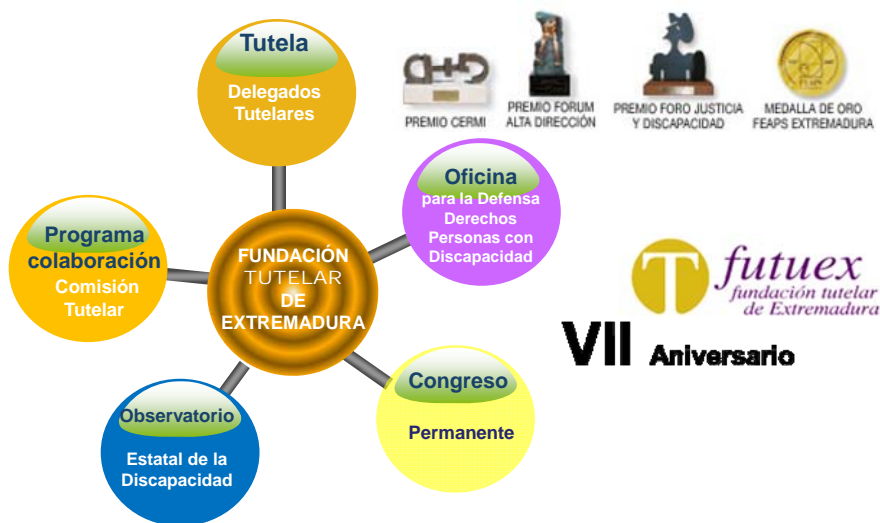 Tutela
Delegados
Tutelares
PREMIO CERMI
PREMIO FORUM
ALTA DIRECCIÓN
PREMIO FORO JUSTICIA
Y DISCAPACIDAD
MEDALLA DE ORO
FEAPS EXTREMADURA
Oficina
para la Defensa
Derechos
Personas con
Discapacidad
Programa
colaboración
Comisión
Tutelar
FUNDACIÓN
TUTELAR
DE
EXTREMADURA
T
futuex
fundación tutelar
de Extremadura
VII Aniversario
Congreso
Permanente
Observatorio
Estatal de la
Discapacidad